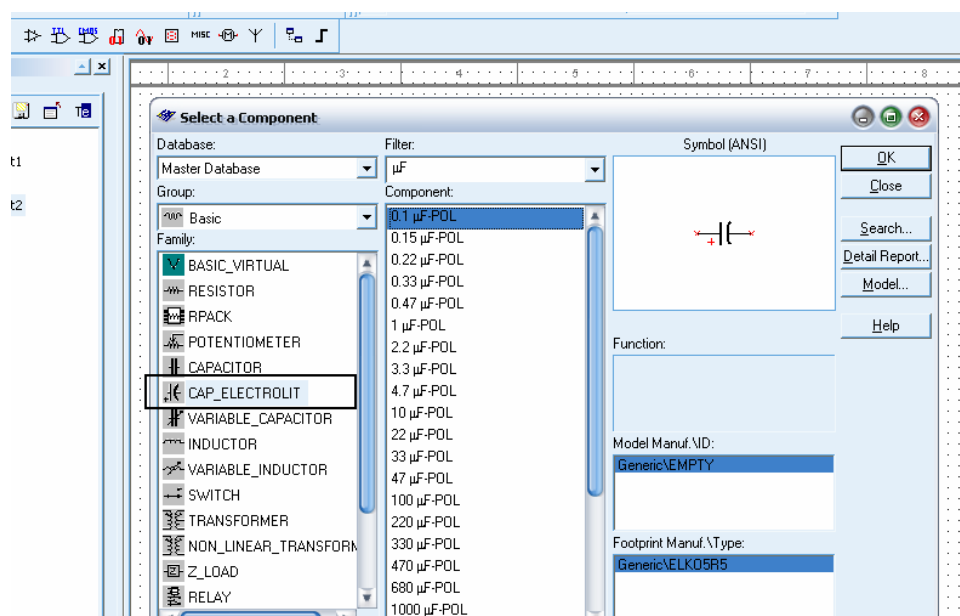 TTL
CMOS
MISC
2 3 4 5 6 7 8
Select a Component
Database:
Master Database
Group:
Basic
Family:
BASIC_VIRTUAL
RESISTOR
RPACK
POTENTIOMETER
CAPACITOR
CAP_ELECTROLIT
VARIABLE_CAPACITOR
INDUCTOR
VARIABLE_INDUCTOR
SWITCH
TRANSFORMER
NON_LINEAR_TRANSFORM
Z_LOAD
RELAY
Filter:
µF
Component:
0.1 µF-POL
0.15 µF-POL
0.22 µF-POL
0.33 µF-POL
0.47 µF-POL
1 µF-POL
2.2 µF-POL
3.3 µF-POL
4.7 µF-POL
10 µF-POL
22 µF-POL
33 µF-POL
47 µF-POL
100 µF-POL
220 µF-POL
330 µF-POL
470 µF-POL
680 µF-POL
1000 µF-POL
Symbol (ANSI)
Function:
Model Manuf.\ID:
Generic\EMPTY
Footprint Manuf.\Type:
Generic\ELKO5R5
OK
Close
Search...
Detail Report...
Model...
Help
t1
t2